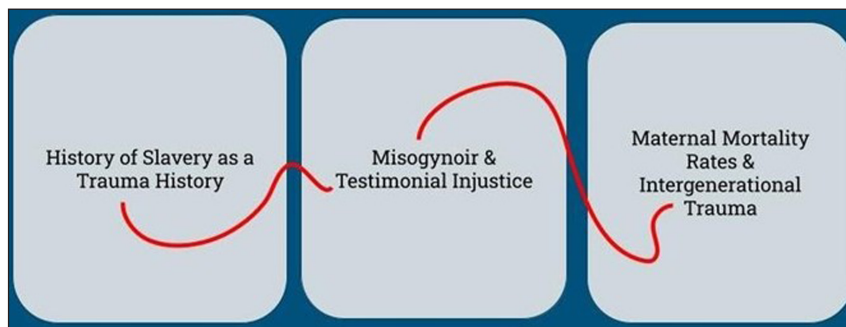 History of Slavery as a
Trauma History
Misogynoir &
Testimonial Injustice
Maternal Mortality
Rates &
Intergenerational
Trauma